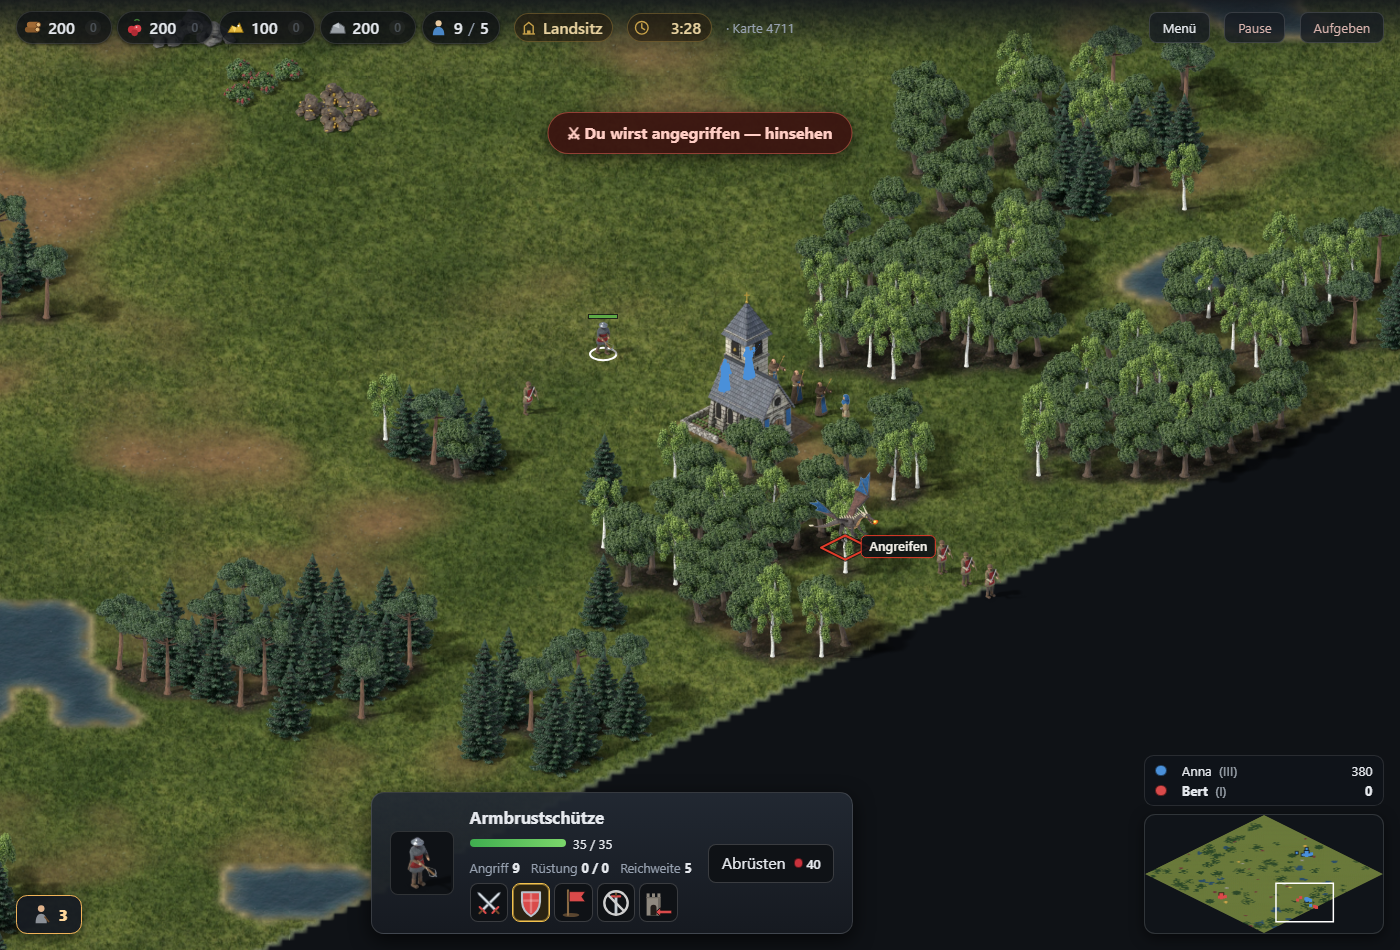 200 0 200 0 100 0 200 0 9 / 5 Landsitz 3:28 · Karte 4711 Menü Pause Aufgeben
Du wirst angegriffen — hinsehen
Angreifen
Anna (III) 380
Bert (I) 0
Armbrustschütze
35 / 35
Angriff 9 Rüstung 0 / 0 Reichweite 5
Abrüsten 40
3